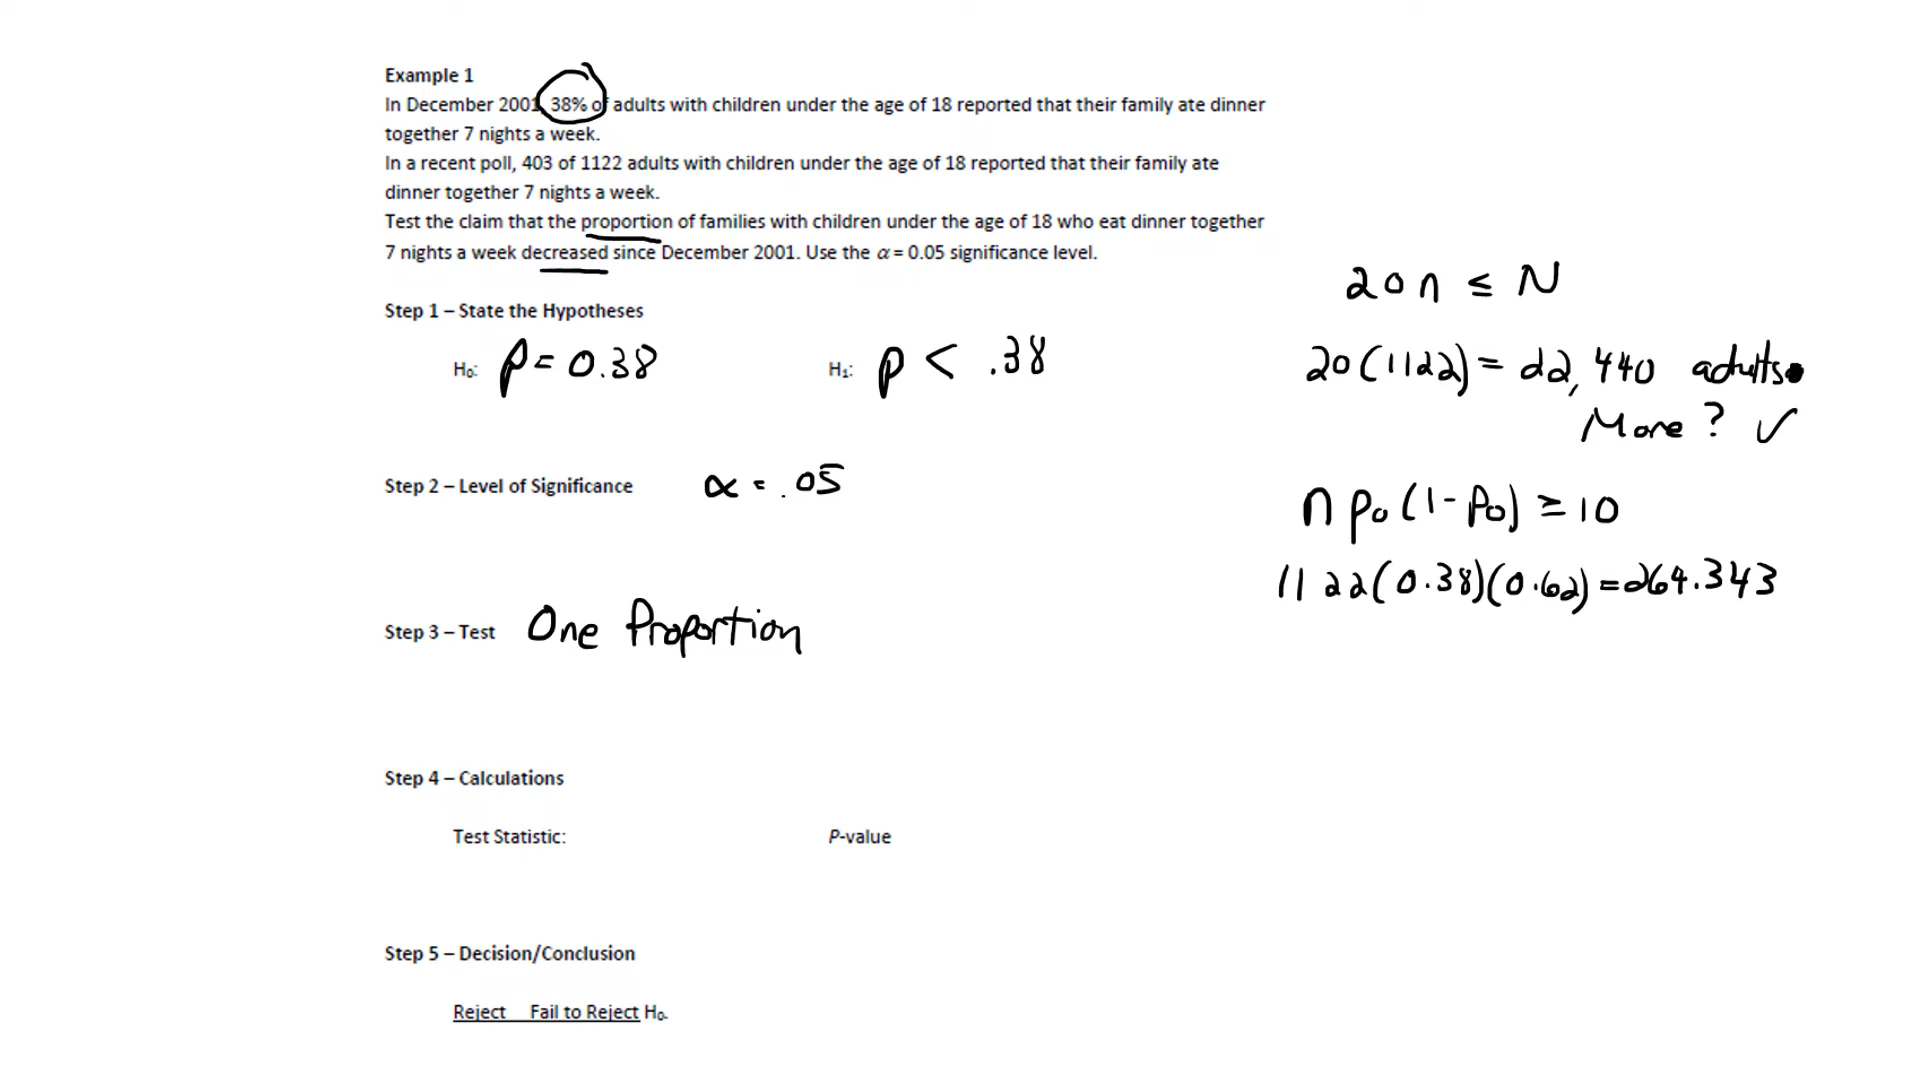 Example 1
In December 2001, 38% of adults with children under the age of 18 reported that their family ate dinner
together 7 nights a week.
In a recent poll, 403 of 1122 adults with children under the age of 18 reported that their family ate
dinner together 7 nights a week.
Test the claim that the proportion of families with children under the age of 18 who eat dinner together
7 nights a week decreased since December 2001. Use the α = 0.05 significance level.
Step 1 – State the Hypotheses
H₀: p = 0.38 H₁: p < .38
Step 2 – Level of Significance α = .05
Step 3 – Test One Proportion
Step 4 – Calculations
Test Statistic: P-value
Step 5 – Decision/Conclusion
Reject Fail to Reject H₀.
20n ≤ N
20(1122) = 22,440 adults.
More? ✓
n p₀(1-p₀) ≥ 10
1122(0.38)(0.62) = 264.343